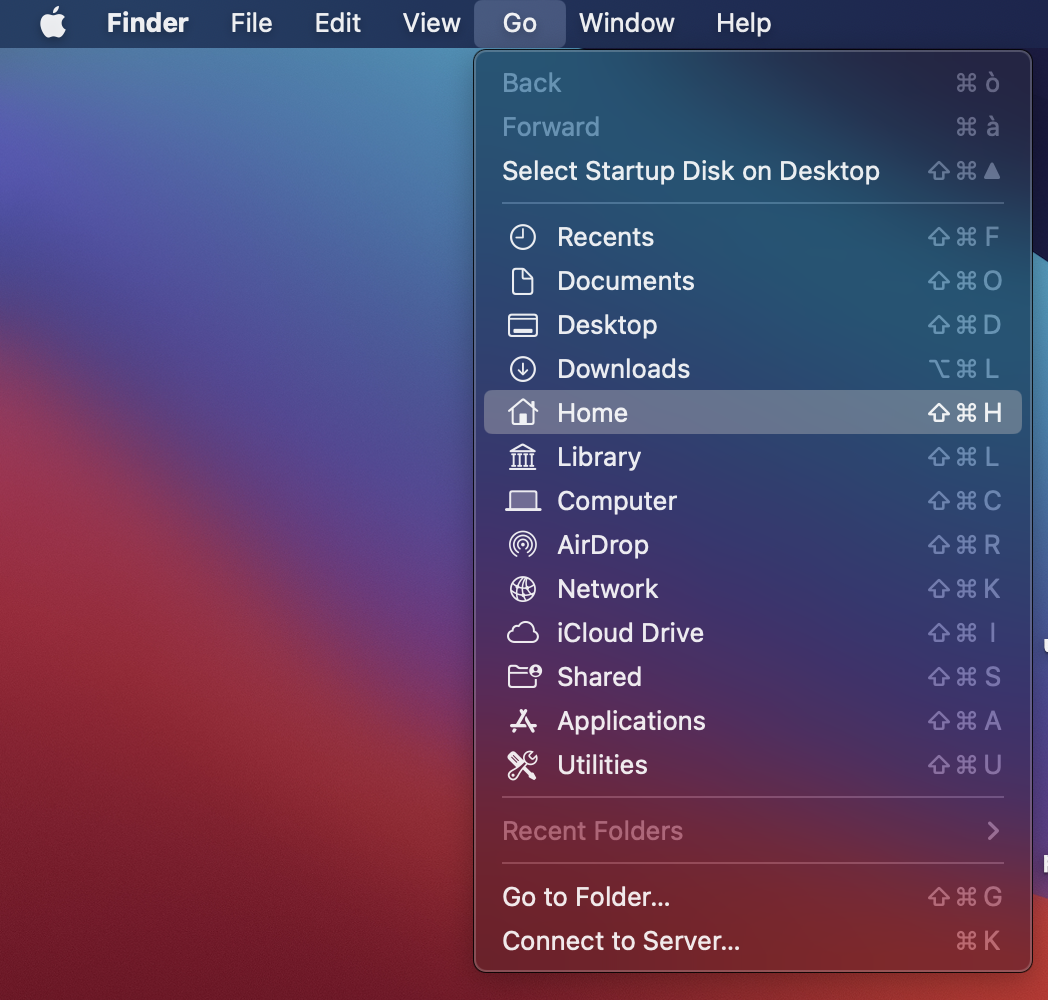 Finder File Edit View Go Window Help
Back ⌘ ò
Forward ⌘ à
Select Startup Disk on Desktop ⇧ ⌘ ▲
Recents ⇧ ⌘ F
Documents ⇧ ⌘ O
Desktop ⇧ ⌘ D
Downloads ⌥ ⌘ L
Home ⇧ ⌘ H
Library ⇧ ⌘ L
Computer ⇧ ⌘ C
AirDrop ⇧ ⌘ R
Network ⇧ ⌘ K
iCloud Drive ⇧ ⌘ I
Shared ⇧ ⌘ S
Applications ⇧ ⌘ A
Utilities ⇧ ⌘ U
Recent Folders
Go to Folder... ⇧ ⌘ G
Connect to Server... ⌘ K